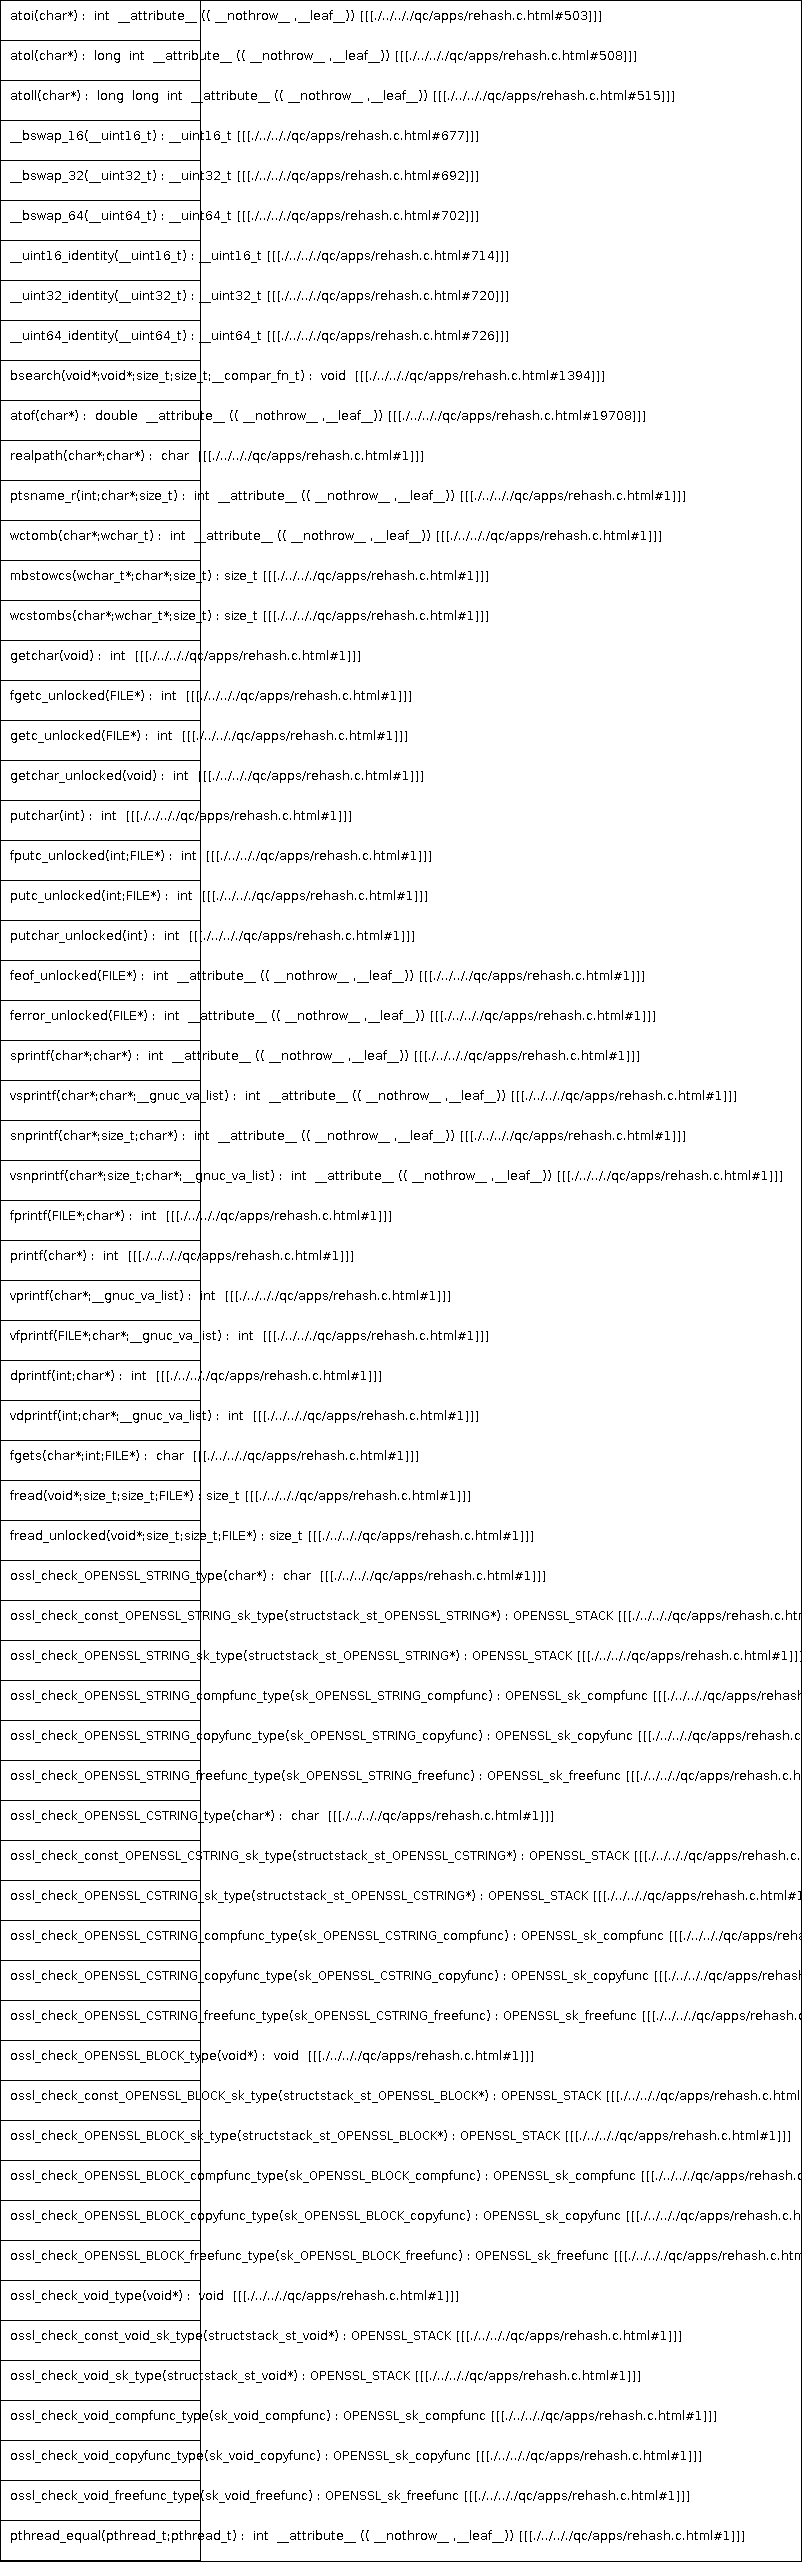 atoi(char*) : int __attribute__ (( __nothrow__ ,__leaf__)) [[[./../../../qc/apps/rehash.c.html#503]]]
atol(char*) : long int __attribute__ (( __nothrow__ ,__leaf__)) [[[./../../../qc/apps/rehash.c.html#508]]]
atoll(char*) : long long int __attribute__ (( __nothrow__ ,__leaf__)) [[[./../../../qc/apps/rehash.c.html#515]]]
__bswap_16(__uint16_t) : __uint16_t [[[./../../../qc/apps/rehash.c.html#677]]]
__bswap_32(__uint32_t) : __uint32_t [[[./../../../qc/apps/rehash.c.html#692]]]
__bswap_64(__uint64_t) : __uint64_t [[[./../../../qc/apps/rehash.c.html#702]]]
__uint16_identity(__uint16_t) : __uint16_t [[[./../../../qc/apps/rehash.c.html#714]]]
__uint32_identity(__uint32_t) : __uint32_t [[[./../../../qc/apps/rehash.c.html#720]]]
__uint64_identity(__uint64_t) : __uint64_t [[[./../../../qc/apps/rehash.c.html#726]]]
bsearch(void*;void*;size_t;size_t;__compar_fn_t) : void [[[./../../../qc/apps/rehash.c.html#1394]]]
atof(char*) : double __attribute__ (( __nothrow__ ,__leaf__)) [[[./../../../qc/apps/rehash.c.html#19708]]]
realpath(char*;char*) : char [[[./../../../qc/apps/rehash.c.html#1]]]
ptsname_r(int;char*;size_t) : int __attribute__ (( __nothrow__ ,__leaf__)) [[[./../../../qc/apps/rehash.c.html#1]]]
wctomb(char*;wchar_t) : int __attribute__ (( __nothrow__ ,__leaf__)) [[[./../../../qc/apps/rehash.c.html#1]]]
mbstowcs(wchar_t*;char*;size_t) : size_t [[[./../../../qc/apps/rehash.c.html#1]]]
wcstombs(char*;wchar_t*;size_t) : size_t [[[./../../../qc/apps/rehash.c.html#1]]]
getchar(void) : int [[[./../../../qc/apps/rehash.c.html#1]]]
fgetc_unlocked(FILE*) : int [[[./../../../qc/apps/rehash.c.html#1]]]
getc_unlocked(FILE*) : int [[[./../../../qc/apps/rehash.c.html#1]]]
getchar_unlocked(void) : int [[[./../../../qc/apps/rehash.c.html#1]]]
putchar(int) : int [[[./../../../qc/apps/rehash.c.html#1]]]
fputc_unlocked(int;FILE*) : int [[[./../../../qc/apps/rehash.c.html#1]]]
putc_unlocked(int;FILE*) : int [[[./../../../qc/apps/rehash.c.html#1]]]
putchar_unlocked(int) : int [[[./../../../qc/apps/rehash.c.html#1]]]
feof_unlocked(FILE*) : int __attribute__ (( __nothrow__ ,__leaf__)) [[[./../../../qc/apps/rehash.c.html#1]]]
ferror_unlocked(FILE*) : int __attribute__ (( __nothrow__ ,__leaf__)) [[[./../../../qc/apps/rehash.c.html#1]]]
sprintf(char*;char*) : int __attribute__ (( __nothrow__ ,__leaf__)) [[[./../../../qc/apps/rehash.c.html#1]]]
vsprintf(char*;char*;__gnuc_va_list) : int __attribute__ (( __nothrow__ ,__leaf__)) [[[./../../../qc/apps/rehash.c.html#1]]]
snprintf(char*;size_t;char*) : int __attribute__ (( __nothrow__ ,__leaf__)) [[[./../../../qc/apps/rehash.c.html#1]]]
vsnprintf(char*;size_t;char*;__gnuc_va_list) : int __attribute__ (( __nothrow__ ,__leaf__)) [[[./../../../qc/apps/rehash.c.html#1]]]
fprintf(FILE*;char*) : int [[[./../../../qc/apps/rehash.c.html#1]]]
printf(char*) : int [[[./../../../qc/apps/rehash.c.html#1]]]
vprintf(char*;__gnuc_va_list) : int [[[./../../../qc/apps/rehash.c.html#1]]]
vfprintf(FILE*;char*;__gnuc_va_list) : int [[[./../../../qc/apps/rehash.c.html#1]]]
dprintf(int;char*) : int [[[./../../../qc/apps/rehash.c.html#1]]]
vdprintf(int;char*;__gnuc_va_list) : int [[[./../../../qc/apps/rehash.c.html#1]]]
fgets(char*;int;FILE*) : char [[[./../../../qc/apps/rehash.c.html#1]]]
fread(void*;size_t;size_t;FILE*) : size_t [[[./../../../qc/apps/rehash.c.html#1]]]
fread_unlocked(void*;size_t;size_t;FILE*) : size_t [[[./../../../qc/apps/rehash.c.html#1]]]
ossl_check_OPENSSL_STRING_type(char*) : char [[[./../../../qc/apps/rehash.c.html#1]]]
ossl_check_const_OPENSSL_STRING_sk_type(structstack_st_OPENSSL_STRING*) : OPENSSL_STACK [[[./../../../qc/apps/rehash.c.htm
ossl_check_OPENSSL_STRING_sk_type(structstack_st_OPENSSL_STRING*) : OPENSSL_STACK [[[./../../../qc/apps/rehash.c.html#1]]]
ossl_check_OPENSSL_STRING_compfunc_type(sk_OPENSSL_STRING_compfunc) : OPENSSL_sk_compfunc [[[./../../../qc/apps/rehash
ossl_check_OPENSSL_STRING_copyfunc_type(sk_OPENSSL_STRING_copyfunc) : OPENSSL_sk_copyfunc [[[./../../../qc/apps/rehash.c.
ossl_check_OPENSSL_STRING_freefunc_type(sk_OPENSSL_STRING_freefunc) : OPENSSL_sk_freefunc [[[./../../../qc/apps/rehash.c.h
ossl_check_OPENSSL_CSTRING_type(char*) : char [[[./../../../qc/apps/rehash.c.html#1]]]
ossl_check_const_OPENSSL_CSTRING_sk_type(structstack_st_OPENSSL_CSTRING*) : OPENSSL_STACK [[[./../../../qc/apps/rehash.c.
ossl_check_OPENSSL_CSTRING_sk_type(structstack_st_OPENSSL_CSTRING*) : OPENSSL_STACK [[[./../../../qc/apps/rehash.c.html#1
ossl_check_OPENSSL_CSTRING_compfunc_type(sk_OPENSSL_CSTRING_compfunc) : OPENSSL_sk_compfunc [[[./../../../qc/apps/reha
ossl_check_OPENSSL_CSTRING_copyfunc_type(sk_OPENSSL_CSTRING_copyfunc) : OPENSSL_sk_copyfunc [[[./../../../qc/apps/rehash
ossl_check_OPENSSL_CSTRING_freefunc_type(sk_OPENSSL_CSTRING_freefunc) : OPENSSL_sk_freefunc [[[./../../../qc/apps/rehash.c
ossl_check_OPENSSL_BLOCK_type(void*) : void [[[./../../../qc/apps/rehash.c.html#1]]]
ossl_check_const_OPENSSL_BLOCK_sk_type(structstack_st_OPENSSL_BLOCK*) : OPENSSL_STACK [[[./../../../qc/apps/rehash.c.html
ossl_check_OPENSSL_BLOCK_sk_type(structstack_st_OPENSSL_BLOCK*) : OPENSSL_STACK [[[./../../../qc/apps/rehash.c.html#1]]]
ossl_check_OPENSSL_BLOCK_compfunc_type(sk_OPENSSL_BLOCK_compfunc) : OPENSSL_sk_compfunc [[[./../../../qc/apps/rehash.c
ossl_check_OPENSSL_BLOCK_copyfunc_type(sk_OPENSSL_BLOCK_copyfunc) : OPENSSL_sk_copyfunc [[[./../../../qc/apps/rehash.c.h
ossl_check_OPENSSL_BLOCK_freefunc_type(sk_OPENSSL_BLOCK_freefunc) : OPENSSL_sk_freefunc [[[./../../../qc/apps/rehash.c.htm
ossl_check_void_type(void*) : void [[[./../../../qc/apps/rehash.c.html#1]]]
ossl_check_const_void_sk_type(structstack_st_void*) : OPENSSL_STACK [[[./../../../qc/apps/rehash.c.html#1]]]
ossl_check_void_sk_type(structstack_st_void*) : OPENSSL_STACK [[[./../../../qc/apps/rehash.c.html#1]]]
ossl_check_void_compfunc_type(sk_void_compfunc) : OPENSSL_sk_compfunc [[[./../../../qc/apps/rehash.c.html#1]]]
ossl_check_void_copyfunc_type(sk_void_copyfunc) : OPENSSL_sk_copyfunc [[[./../../../qc/apps/rehash.c.html#1]]]
ossl_check_void_freefunc_type(sk_void_freefunc) : OPENSSL_sk_freefunc [[[./../../../qc/apps/rehash.c.html#1]]]
pthread_equal(pthread_t;pthread_t) : int __attribute__ (( __nothrow__ ,__leaf__)) [[[./../../../qc/apps/rehash.c.html#1]]]